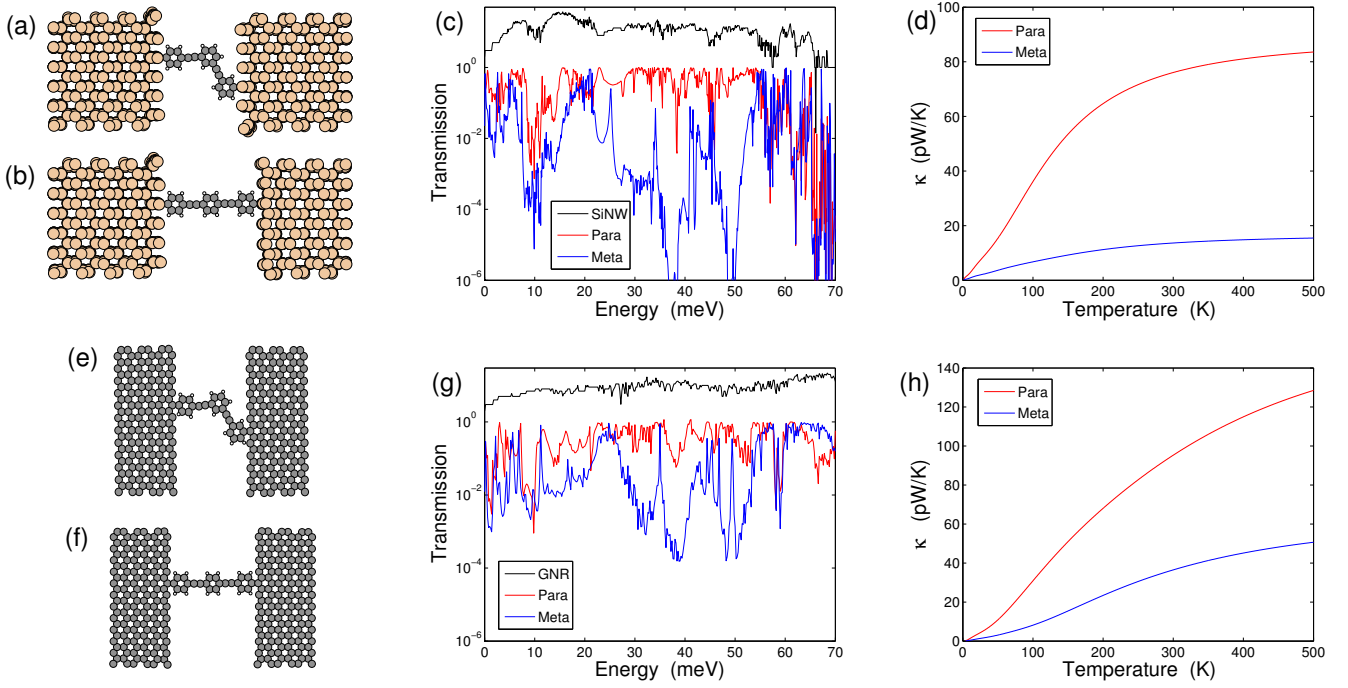 (a)
(b)
(c)
Transmission
10^0
10^-2
10^-4
10^-6
SiNW
Para
Meta
0 10 20 30 40 50 60 70
Energy (meV)
(d)
κ (pW/K)
100
80
60
40
20
0
Para
Meta
0 100 200 300 400 500
Temperature (K)
(e)
(f)
(g)
Transmission
10^0
10^-2
10^-4
10^-6
GNR
Para
Meta
0 10 20 30 40 50 60 70
Energy (meV)
(h)
κ (pW/K)
140
120
100
80
60
40
20
0
Para
Meta
0 100 200 300 400 500
Temperature (K)